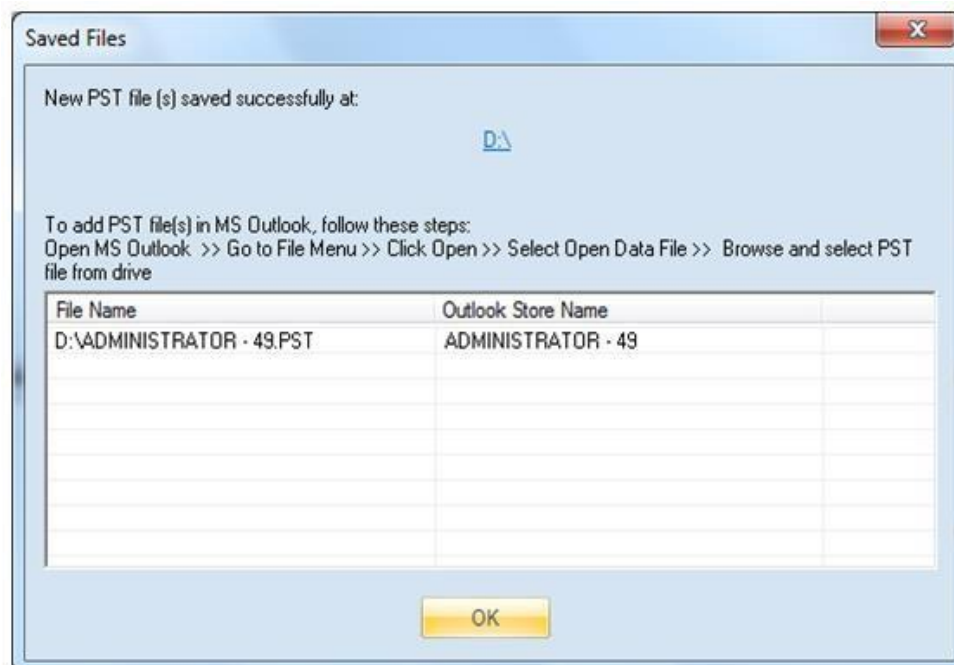 Saved Files
New PST file (s) saved successfully at:
D:\
To add PST file(s) in MS Outlook, follow these steps:
Open MS Outlook >> Go to File Menu >> Click Open >> Select Open Data File >> Browse and select PST
file from drive
File Name Outlook Store Name
D:\ADMINISTRATOR - 49.PST ADMINISTRATOR - 49
OK